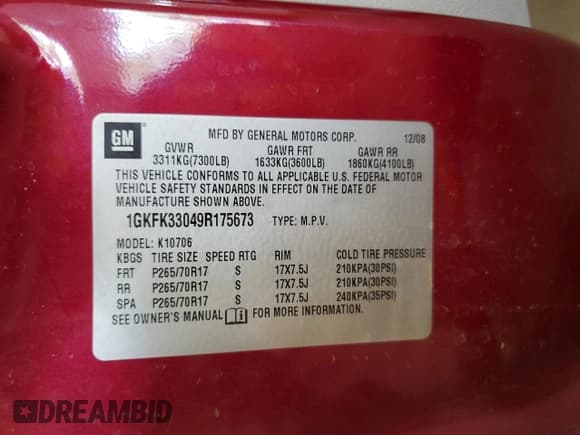 GM
MFD BY GENERAL MOTORS CORP. 12/08
GVWR GAWR FRT GAWR RR
3311KG(7300LB) 1633KG(3600LB) 1860KG(4100LB)
THIS VEHICLE CONFORMS TO ALL APPLICABLE U.S. FEDERAL MOTOR
VEHICLE SAFETY STANDARDS IN EFFECT ON THE DATE OF
MANUFACTURE SHOWN ABOVE.
1GKFK33049R175673 TYPE: M.P.V.
MODEL: K10706
KBGS TIRE SIZE SPEED RTG RIM COLD TIRE PRESSURE
FRT P265/70R17 S 17X7.5J 210KPA(30PSI)
RR P265/70R17 S 17X7.5J 210KPA(30PSI)
SPA P265/70R17 S 17X7.5J 240KPA(35PSI)
SEE OWNER'S MANUAL FOR MORE INFORMATION.
DREAMBID